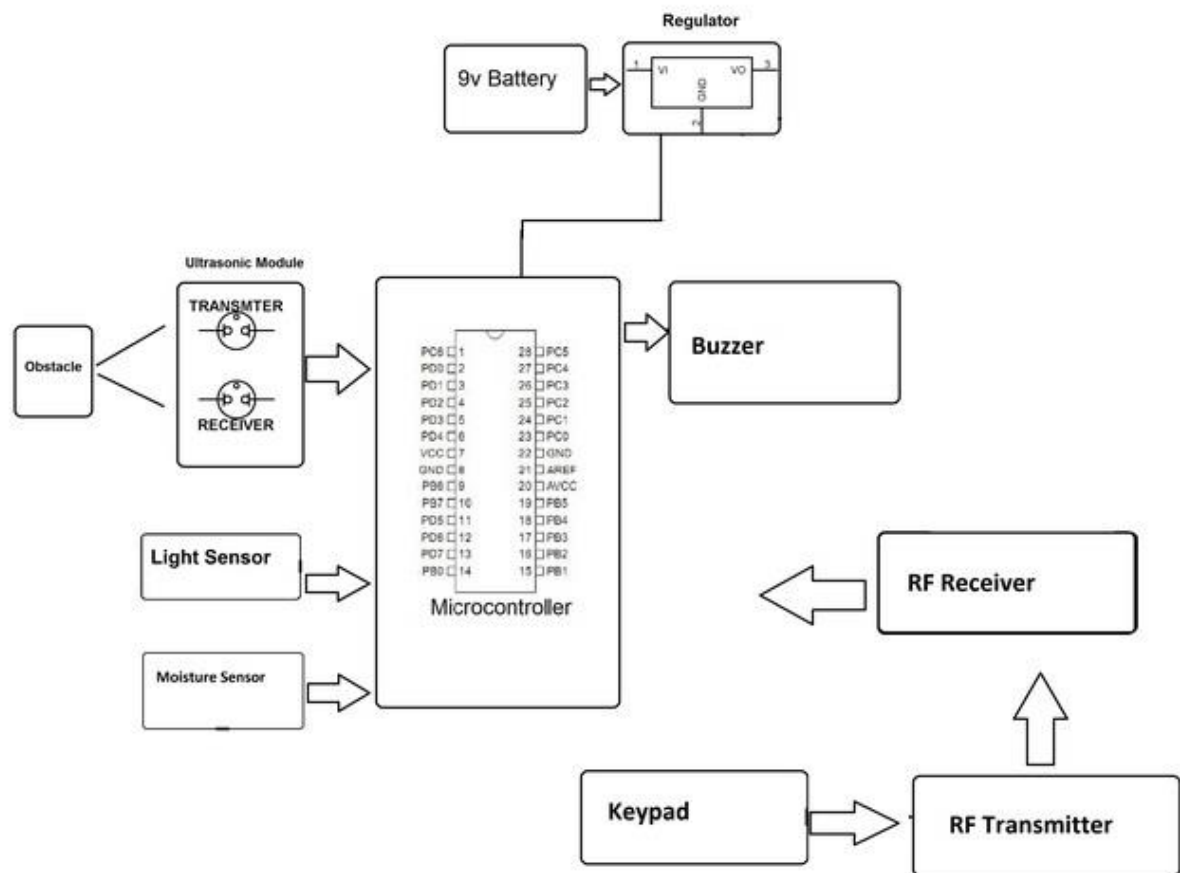 Regulator
9v Battery
1
VI
VO
3
GND
2
Ultrasonic Module
TRANSMTER
RECEIVER
Obstacle
Buzzer
PC6 1 28 PC5
PD0 2 27 PC4
PD1 3 26 PC3
PD2 4 25 PC2
PD3 5 24 PC1
PD4 6 23 PC0
VCC 7 22 GND
GND 8 21 AREF
PB6 9 20 AVCC
PB7 10 19 PB5
PD5 11 18 PB4
PD6 12 17 PB3
PD7 13 16 PB2
PB0 14 15 PB1
Microcontroller
Light Sensor
Moisture Sensor
RF Receiver
Keypad
RF Transmitter